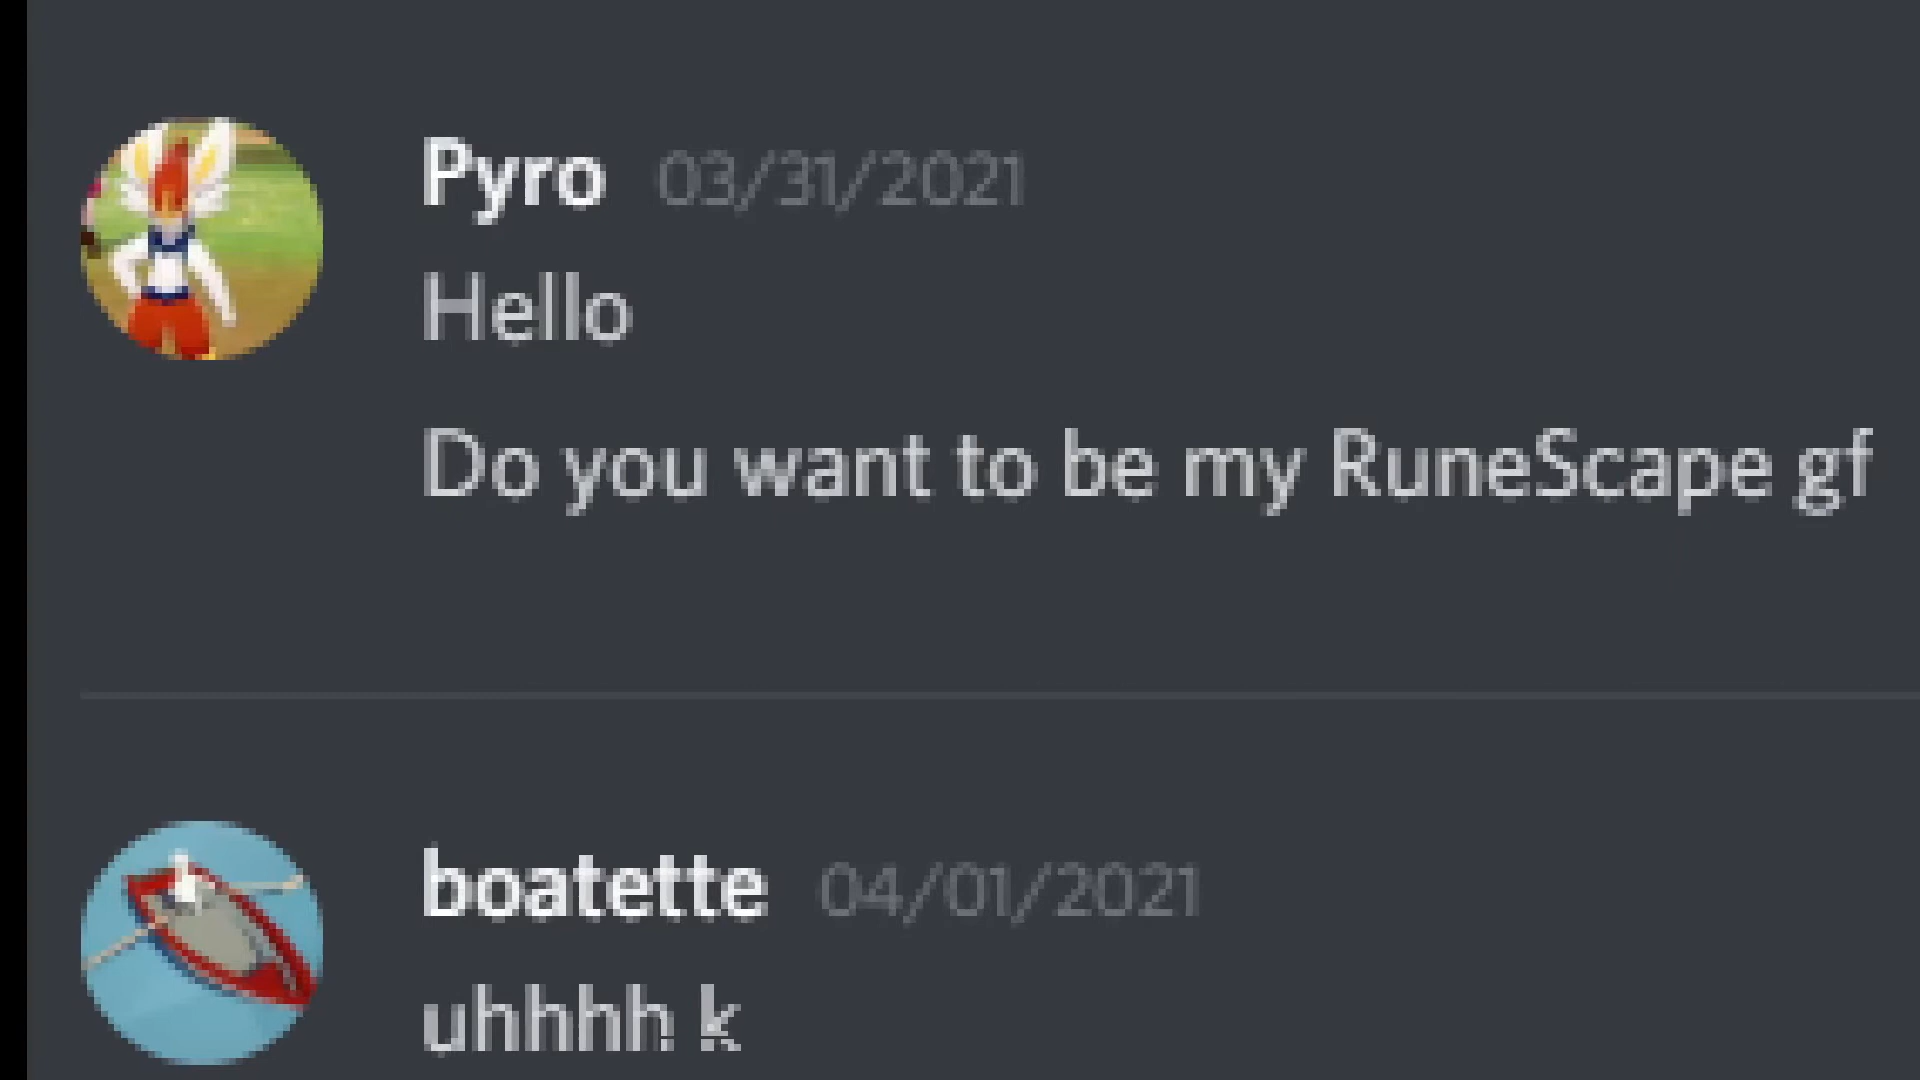 Pyro 03/31/2021
Hello
Do you want to be my RuneScape gf
boatette 04/01/2021
uhhhh k